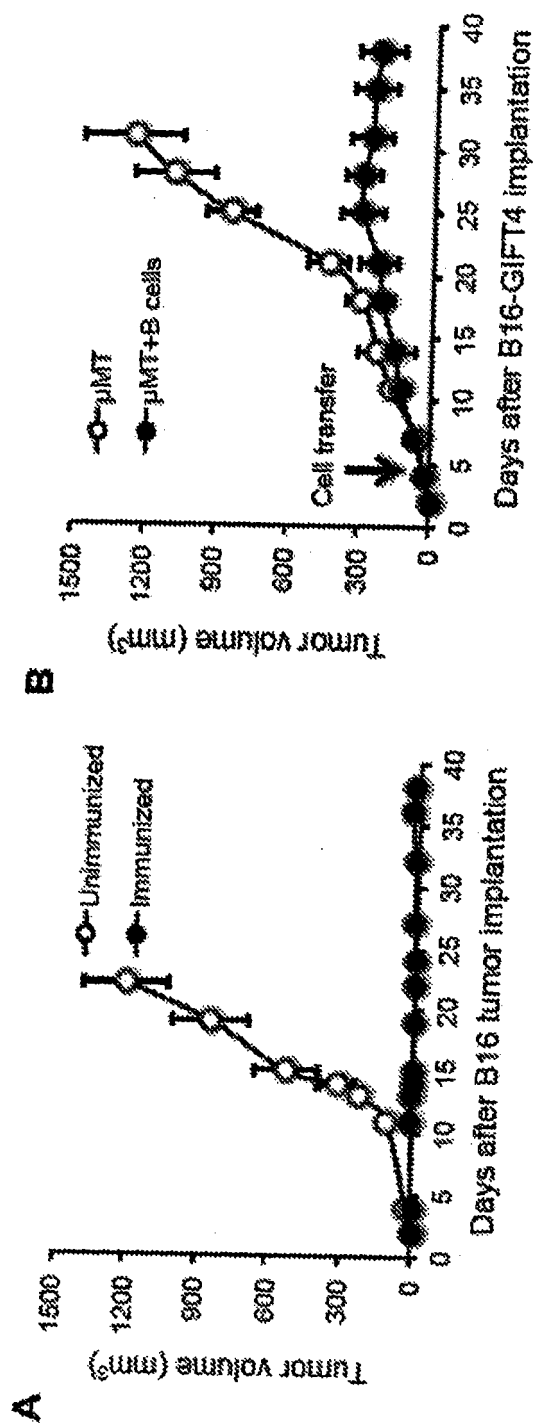 A
Tumor volume (mm³)
1500
1200
900
600
300
0
Unimmunized
Immunized
0 5 10 15 20 25 30 35 40
Days after B16 tumor implantation
B
Tumor volume (mm³)
1500
1200
900
600
300
0
µMT
µMT+B cells
Cell transfer
0 5 10 15 20 25 30 35 40
Days after B16-GIFT4 implantation